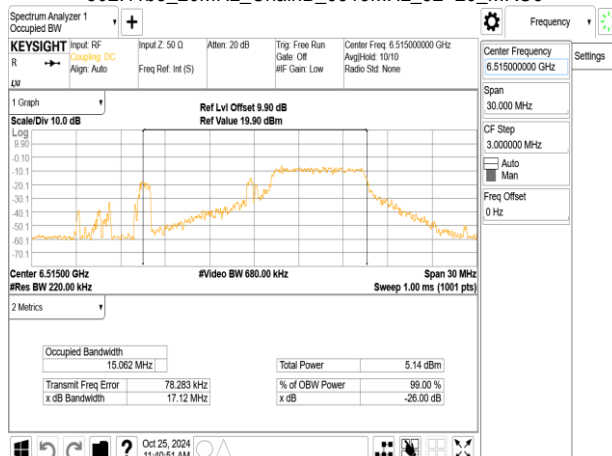 Spectrum Analyzer 1
Occupied BW
Frequency
KEYSIGHT
Input: RF
Coupling: DC
Align: Auto
Input Z: 50 Ω
Freq Ref: Int (S)
Atten: 20 dB
Trig: Free Run
Gate: Off
#IF Gain: Low
Center Freq: 6.515000000 GHz
Avg|Hold: 10/10
Radio Std: None
R
LXI
Center Frequency
6.515000000 GHz
Settings
Span
30.000 MHz
CF Step
3.000000 MHz
Auto
Man
Freq Offset
0 Hz
1 Graph
Scale/Div 10.0 dB
Ref Lvl Offset 9.90 dB
Ref Value 19.90 dBm
Log
9.90
-0.10
-10.1
-20.1
-30.1
-40.1
-50.1
-60.1
-70.1
Center 6.51500 GHz
#Res BW 220.00 kHz
#Video BW 680.00 kHz
Span 30 MHz
Sweep 1.00 ms (1001 pts)
2 Metrics
Occupied Bandwidth
15.062 MHz
Transmit Freq Error 78.283 kHz
x dB Bandwidth 17.12 MHz
Total Power 5.14 dBm
% of OBW Power 99.00 %
x dB -26.00 dB
?
Oct 25, 2024
11:40:51 AM